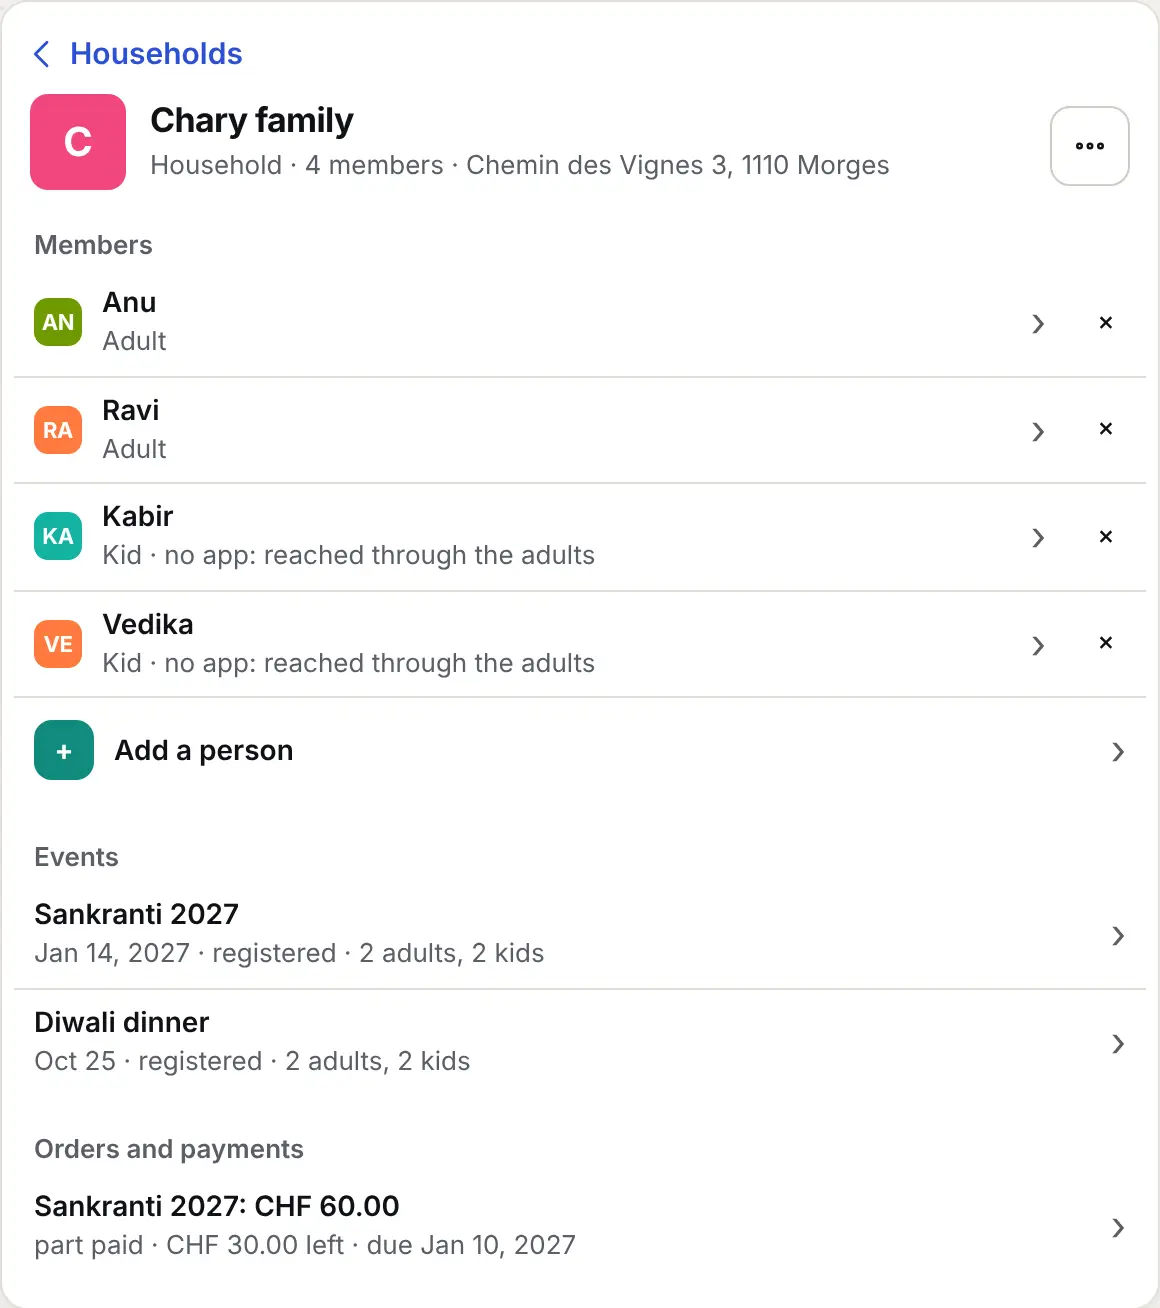 Households
C
Chary family
Household · 4 members · Chemin des Vignes 3, 1110 Morges
Members
AN
Anu
Adult
RA
Ravi
Adult
KA
Kabir
Kid · no app: reached through the adults
VE
Vedika
Kid · no app: reached through the adults
+ Add a person
Events
Sankranti 2027
Jan 14, 2027 · registered · 2 adults, 2 kids
Diwali dinner
Oct 25 · registered · 2 adults, 2 kids
Orders and payments
Sankranti 2027: CHF 60.00
part paid · CHF 30.00 left · due Jan 10, 2027